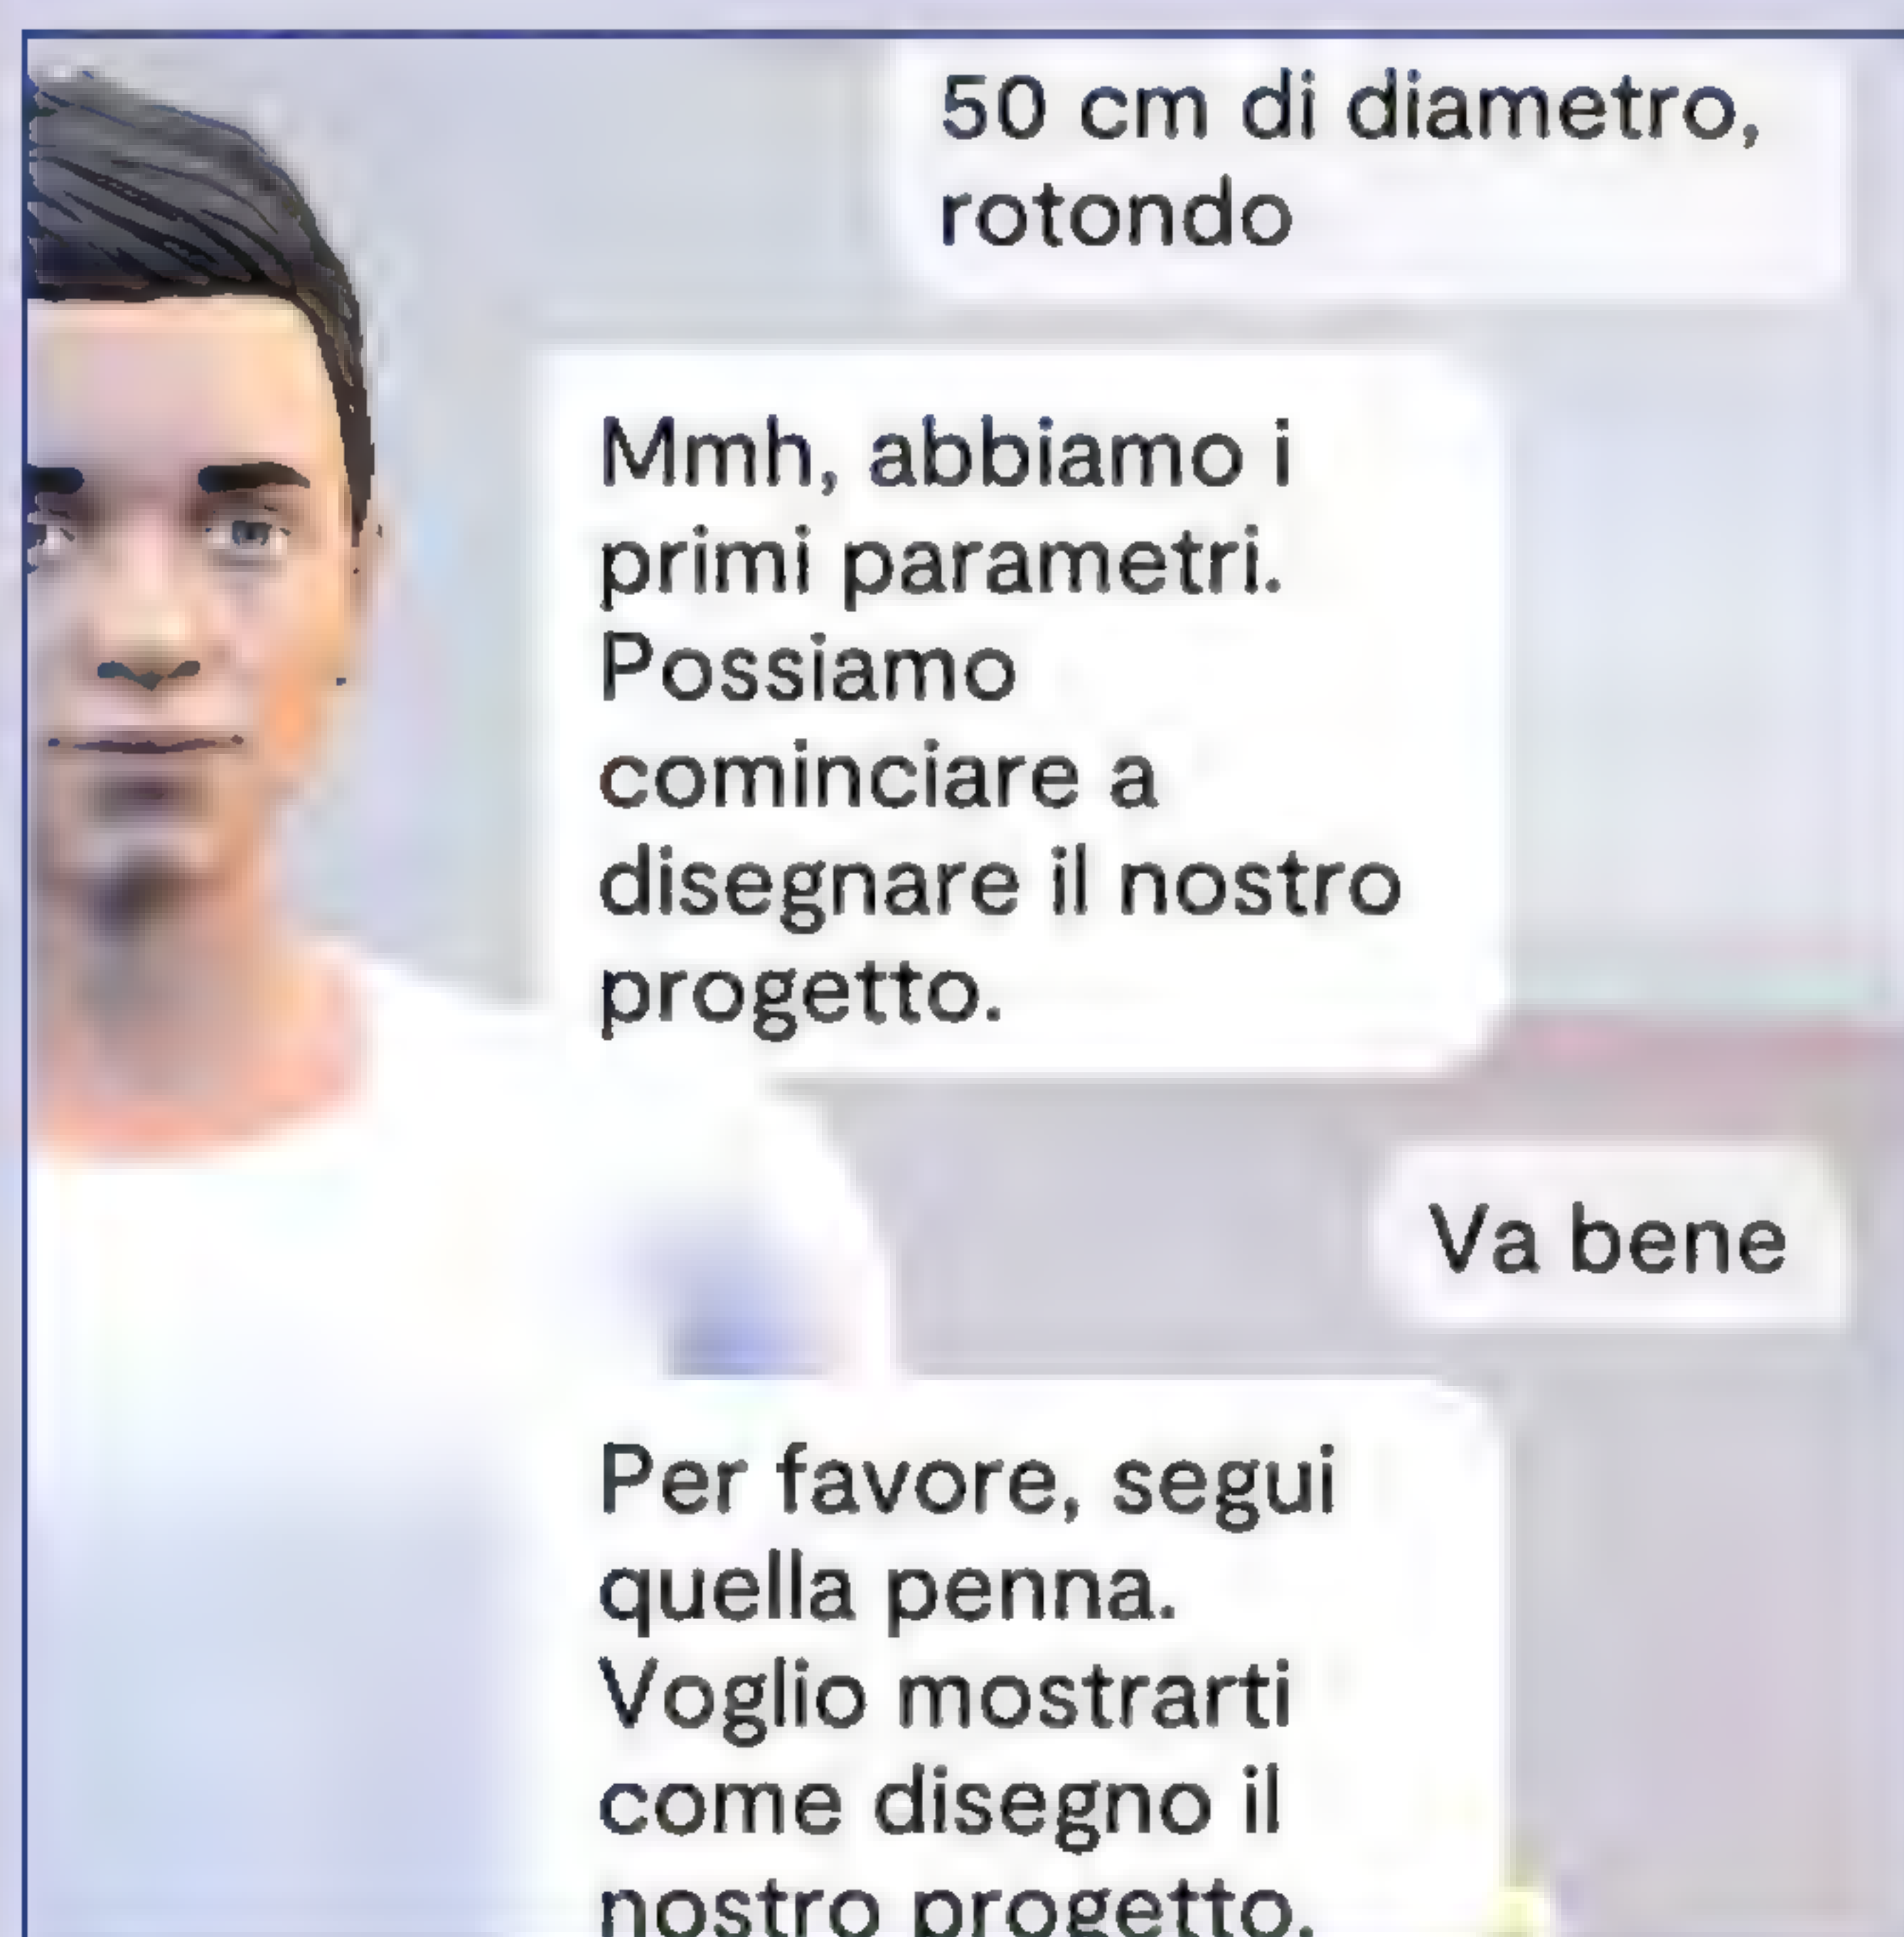 50 cm di diametro,
rotondo
Mmh, abbiamo i
primi parametri.
Possiamo
cominciare a
disegnare il nostro
progetto.
Va bene
Per favore, segui
quella penna.
Voglio mostrarti
come disegno il
nostro progetto.